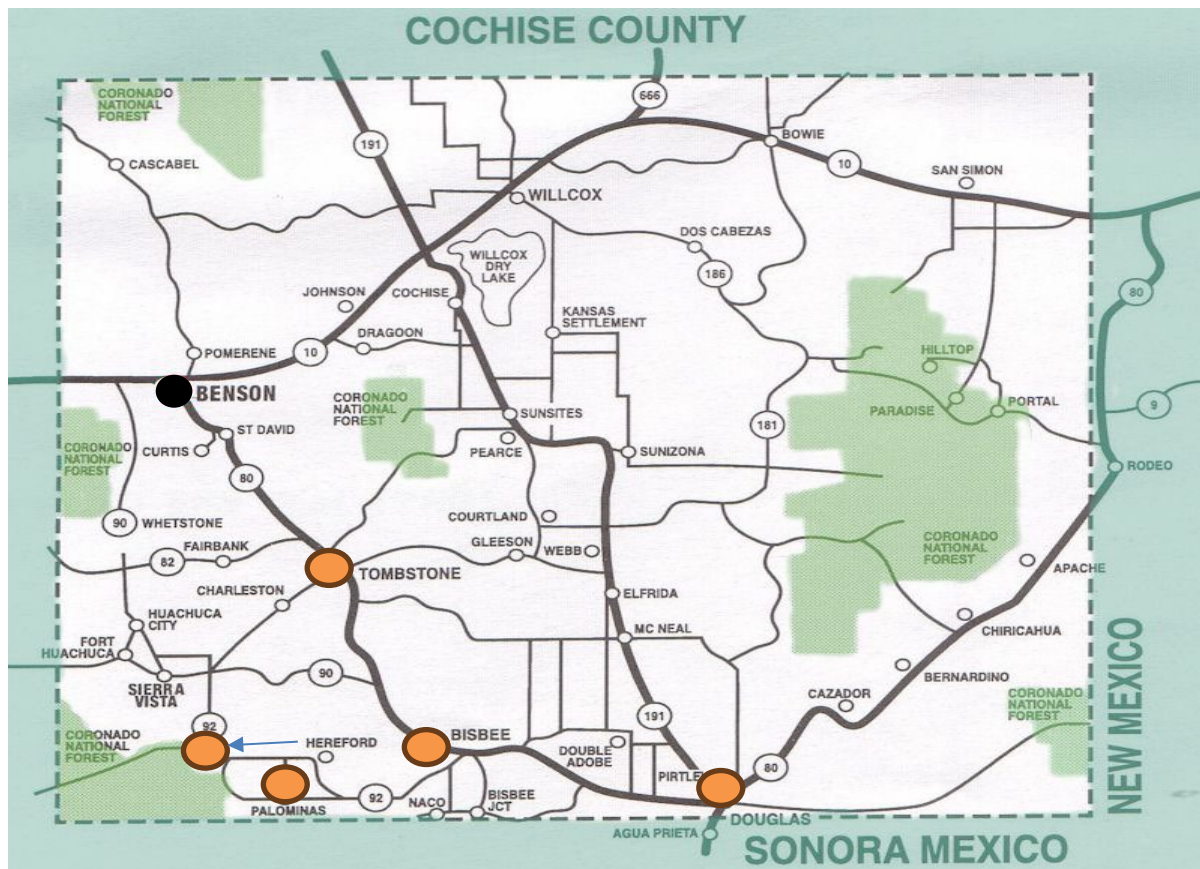 COCHISE COUNTY
CORONADO
NATIONAL
FOREST
666
191
BOWIE
CASCABEL
10
SAN SIMON
WILLCOX
DOS CABEZAS
WILLCOX
DRY
LAKE
186
JOHNSON
COCHISE
80
KANSAS
SETTLEMENT
DRAGOON
POMERENE
10
HILLTOP
BENSON
CORONADO
NATIONAL
FOREST
PARADISE
PORTAL
9
SUNSITES
ST DAVID
181
CURTIS
CORONADO
NATIONAL
FOREST
PEARCE
SUNIZONA
RODEO
80
90
WHETSTONE
COURTLAND
FAIRBANK
GLEESON
WEBB
CORONADO
NATIONAL
FOREST
82
TOMBSTONE
APACHE
CHARLESTON
ELFRIDA
HUACHUCA
CITY
MC NEAL
CHIRICAHUA
FORT
HUACHUCA
90
BERNARDINO
SIERRA
VISTA
CAZADOR
CORONADO
NATIONAL
FOREST
NEW MEXICO
92
191
CORONADO
NATIONAL
FOREST
HEREFORD
BISBEE
DOUBLE
ADOBE
80
PIRTLE
PALOMINAS
92
NACO
BISBEE
JCT
DOUGLAS
AGUA PRIETA
SONORA MEXICO